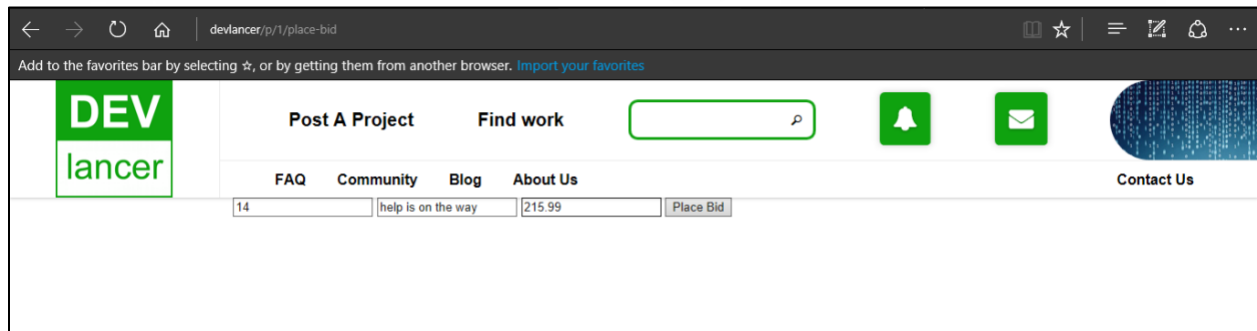 devlancer/p/1/place-bid
Add to the favorites bar by selecting ☆, or by getting them from another browser. Import your favorites
DEV
lancer
Post A Project Find work
FAQ Community Blog About Us Contact Us
14 help is on the way 215.99 Place Bid